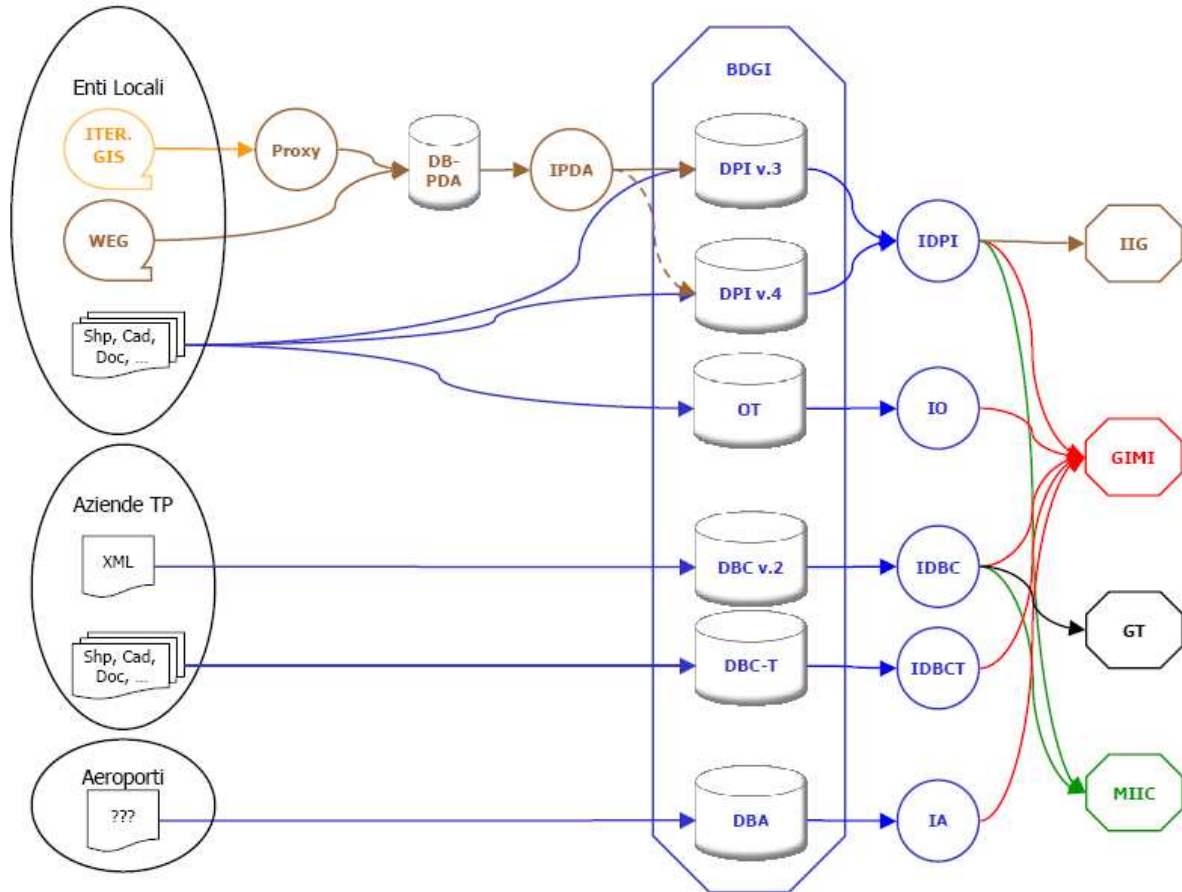 Enti Locali
ITER.
GIS
WEG
Shp, Cad,
Doc, ...
Proxy
DB-
PDA
IPDA
BDGI
DPI v.3
DPI v.4
OT
IDPI
IO
IIG
GIMI
Aziende TP
XML
Shp, Cad,
Doc, ...
DBC v.2
DBC-T
IDBC
IDBCT
GT
MIIC
Aeroporti
???
DBA
IA